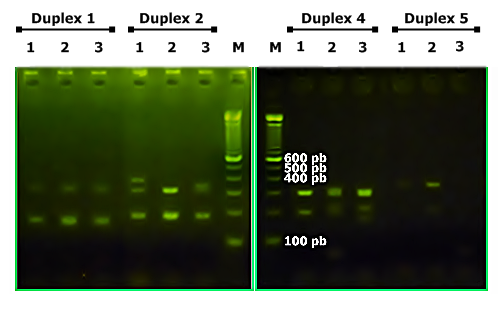 Duplex 1 Duplex 2 Duplex 4 Duplex 5
1 2 3 1 2 3 M M 1 2 3 1 2 3
600 pb
500 pb
400 pb
100 pb